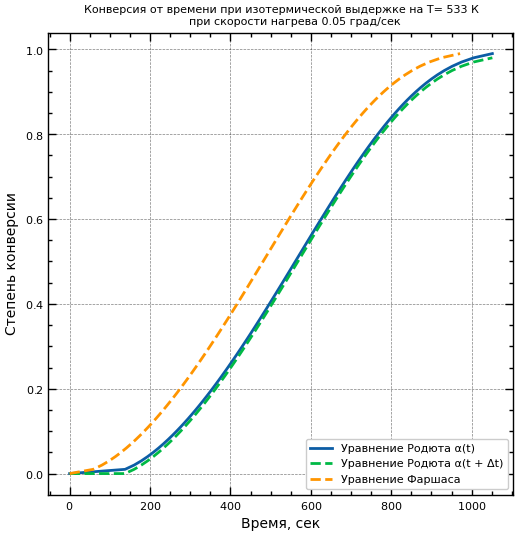 Конверсия от времени при изотермической выдержке на Т= 533 К
при скорости нагрева 0.05 град/сек
1.0
0.8
0.6
0.4
0.2
0.0
Степень конверсии
Уравнение Родюта α(t)
Уравнение Родюта α(t + Δt)
Уравнение Фаршаса
0 200 400 600 800 1000
Время, сек